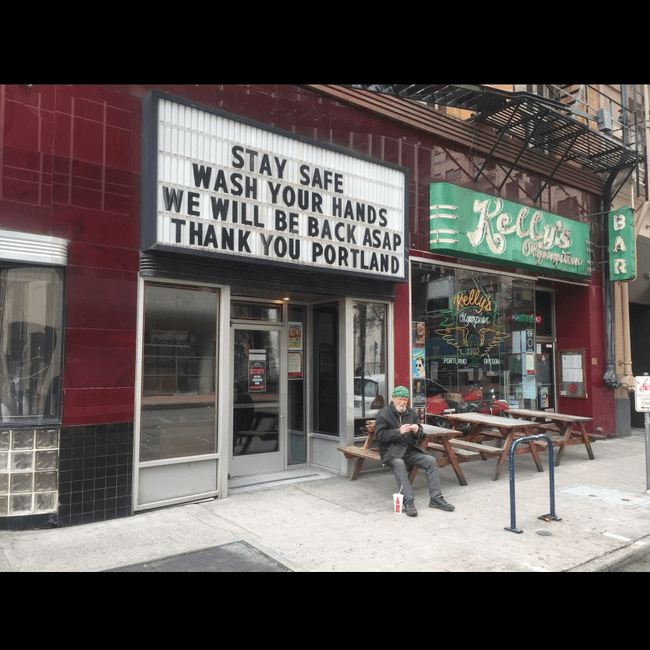 STAY SAFE
WASH YOUR HANDS
WE WILL BE BACK ASAP
THANK YOU PORTLAND
Kelly's
Olympian
BAR
Kelly's
Olympian
1902
PORTLAND OREGON